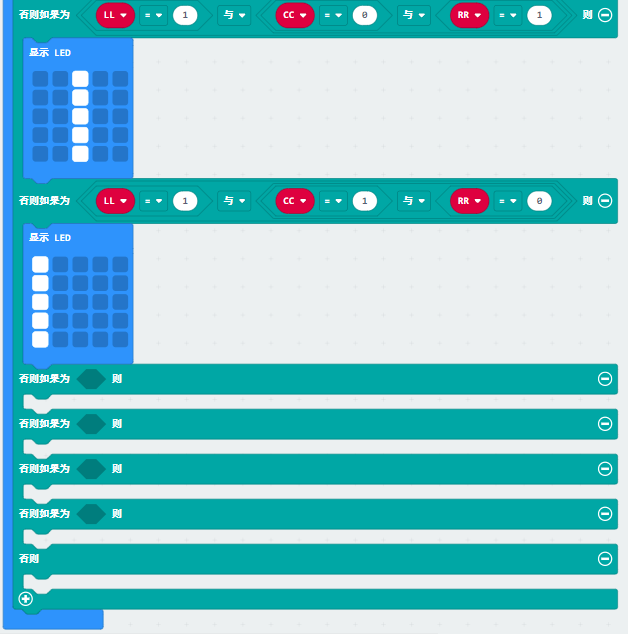 否则如果为 LL = 1 与 CC = 0 与 RR = 1 则
显示 LED
否则如果为 LL = 1 与 CC = 1 与 RR = 0 则
显示 LED
否则如果为 则
否则如果为 则
否则如果为 则
否则如果为 则
否则